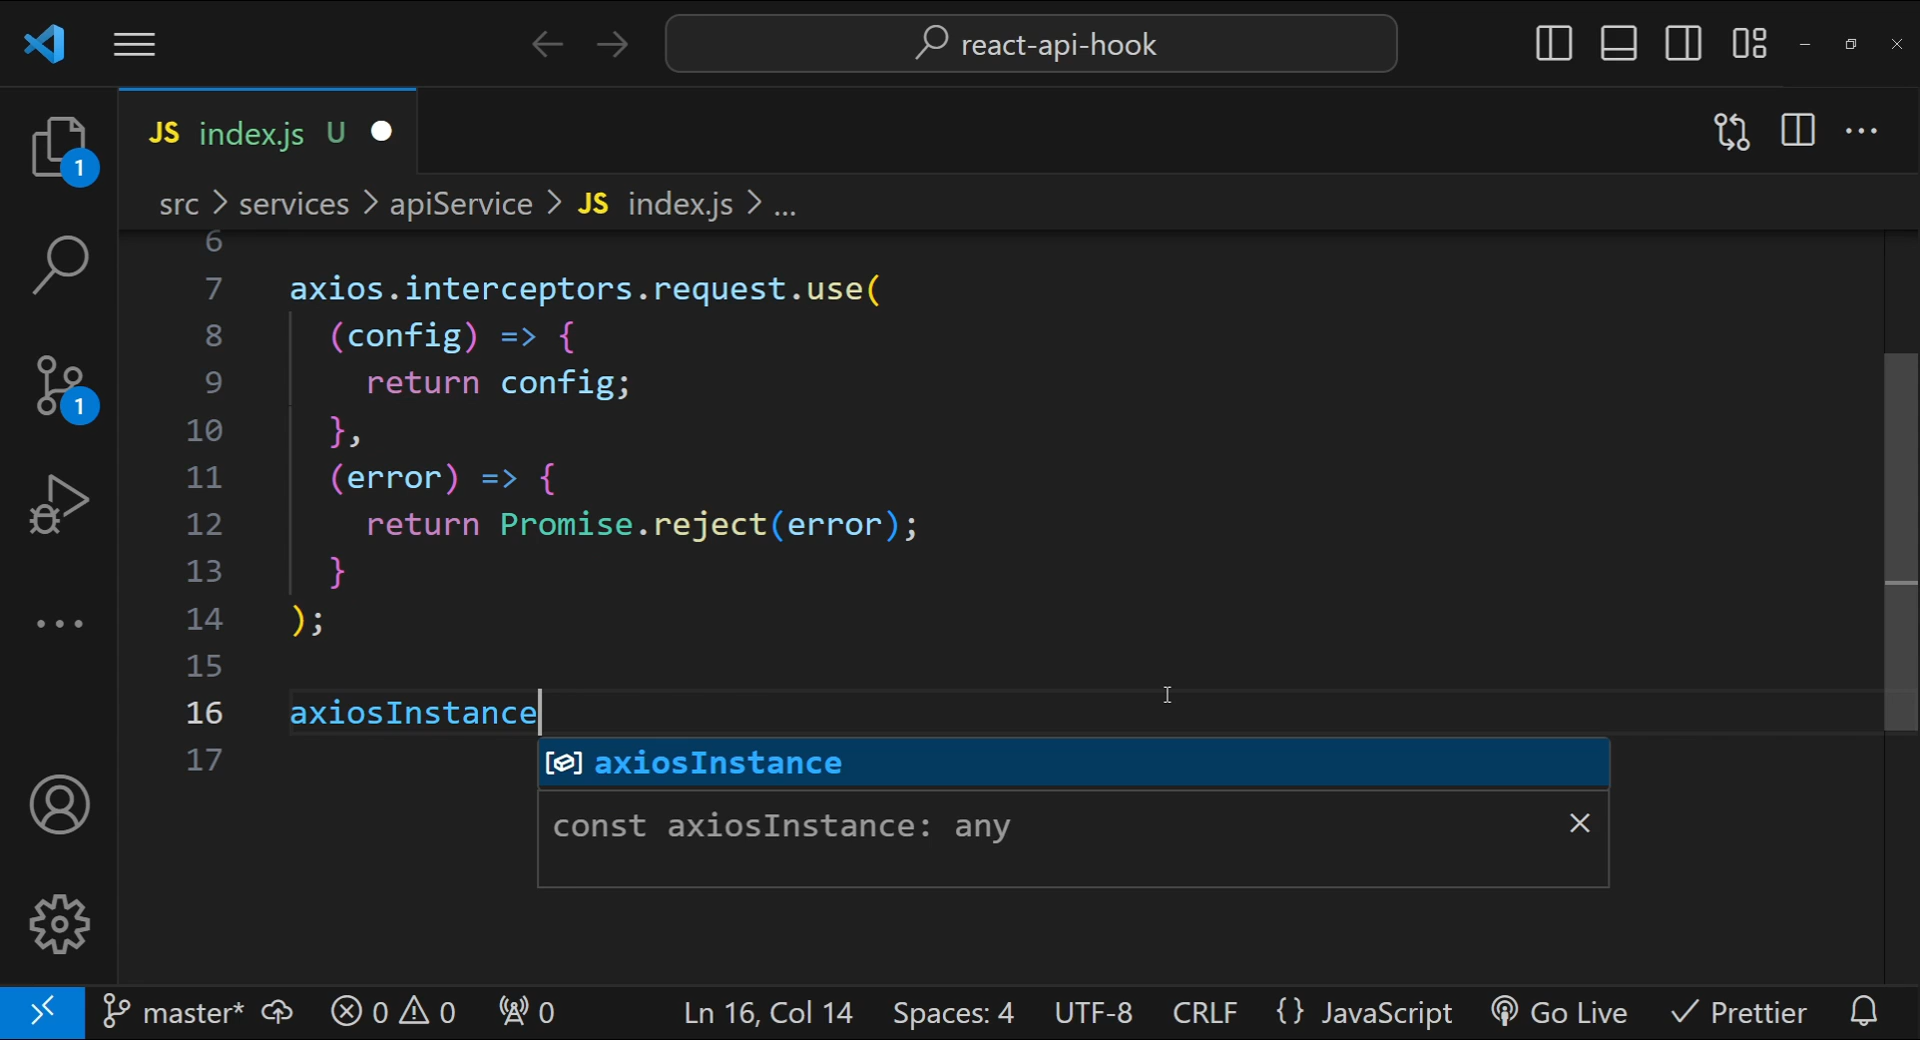 react-api-hook
JS index.js U
src > services > apiService > JS index.js > ...
1
1
6
7 axios.interceptors.request.use(
8 (config) => {
9 return config;
10 },
11 (error) => {
12 return Promise.reject(error);
13 }
14 );
15
16 axiosInstance
17
axiosInstance
const axiosInstance: any
master* 0 0 0 Ln 16, Col 14 Spaces: 4 UTF-8 CRLF {} JavaScript Go Live Prettier